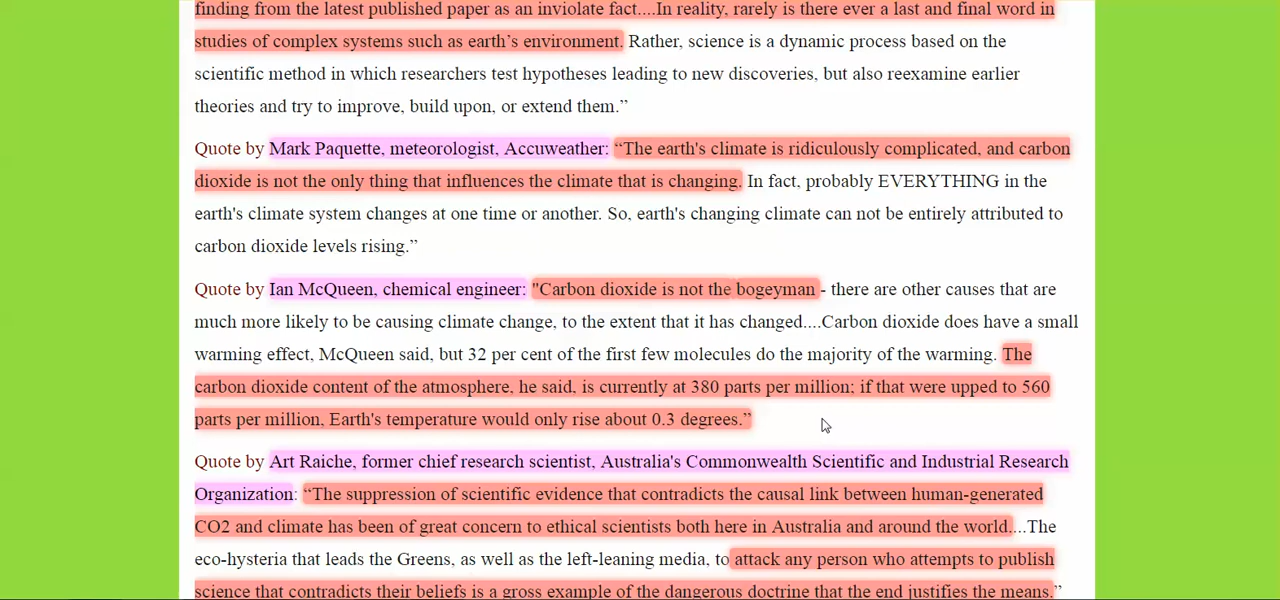 finding from the latest published paper as an inviolate fact....In reality, rarely is there ever a last and final word in
studies of complex systems such as earth’s environment. Rather, science is a dynamic process based on the
scientific method in which researchers test hypotheses leading to new discoveries, but also reexamine earlier
theories and try to improve, build upon, or extend them.”
Quote by Mark Paquette, meteorologist, Accuweather: “The earth's climate is ridiculously complicated, and carbon
dioxide is not the only thing that influences the climate that is changing. In fact, probably EVERYTHING in the
earth's climate system changes at one time or another. So, earth's changing climate can not be entirely attributed to
carbon dioxide levels rising.”
Quote by Ian McQueen, chemical engineer: "Carbon dioxide is not the bogeyman - there are other causes that are
much more likely to be causing climate change, to the extent that it has changed....Carbon dioxide does have a small
warming effect, McQueen said, but 32 per cent of the first few molecules do the majority of the warming. The
carbon dioxide content of the atmosphere, he said, is currently at 380 parts per million; if that were upped to 560
parts per million, Earth's temperature would only rise about 0.3 degrees.”
Quote by Art Raiche, former chief research scientist, Australia's Commonwealth Scientific and Industrial Research
Organization: “The suppression of scientific evidence that contradicts the causal link between human-generated
CO2 and climate has been of great concern to ethical scientists both here in Australia and around the world....The
eco-hysteria that leads the Greens, as well as the left-leaning media, to attack any person who attempts to publish
science that contradicts their beliefs is a gross example of the dangerous doctrine that the end justifies the means.”